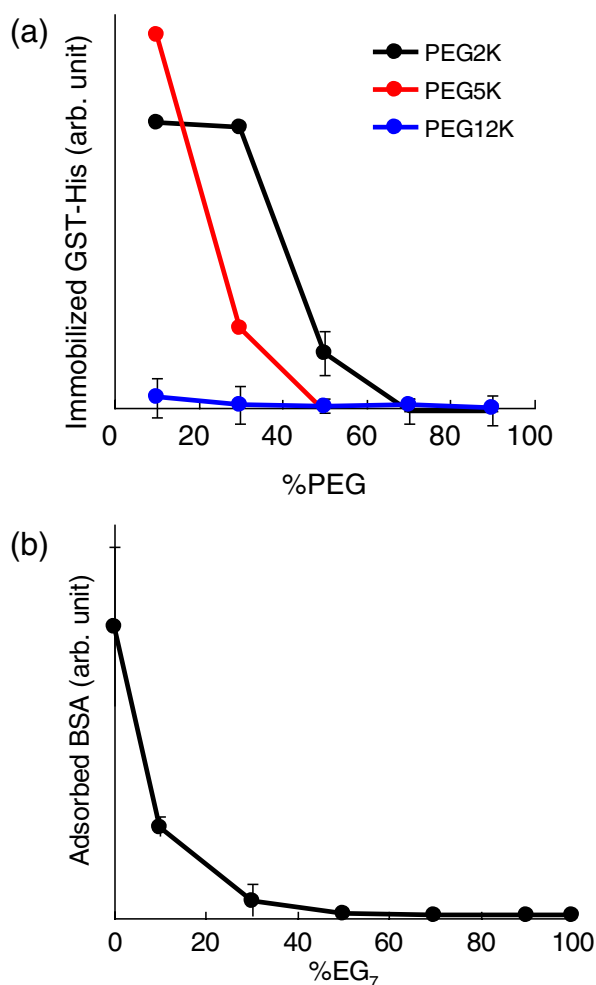 (a)
Immobilized GST-His (arb. unit)
PEG2K
PEG5K
PEG12K
0 20 40 60 80 100
%PEG
(b)
Adsorbed BSA (arb. unit)
0 20 40 60 80 100
%EG₇